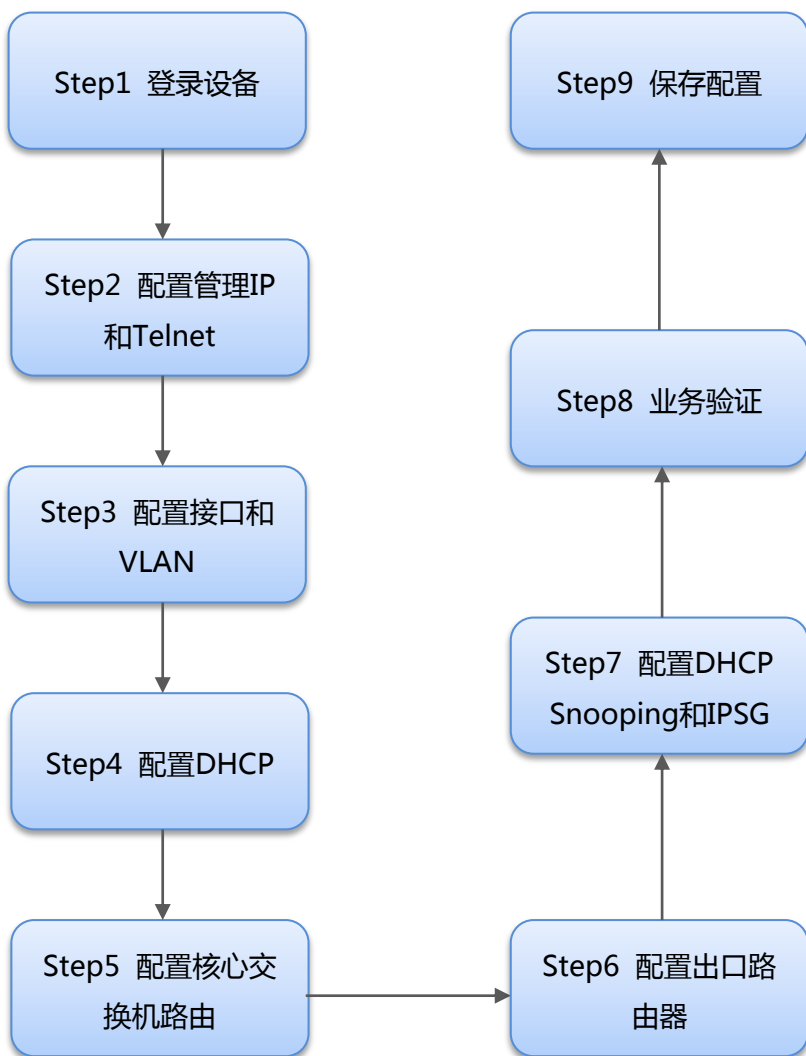 Step1 登录设备
Step2 配置管理IP
和Telnet
Step3 配置接口和
VLAN
Step4 配置DHCP
Step5 配置核心交
换机路由
Step6 配置出口路
由器
Step7 配置DHCP
Snooping和IPSG
Step8 业务验证
Step9 保存配置